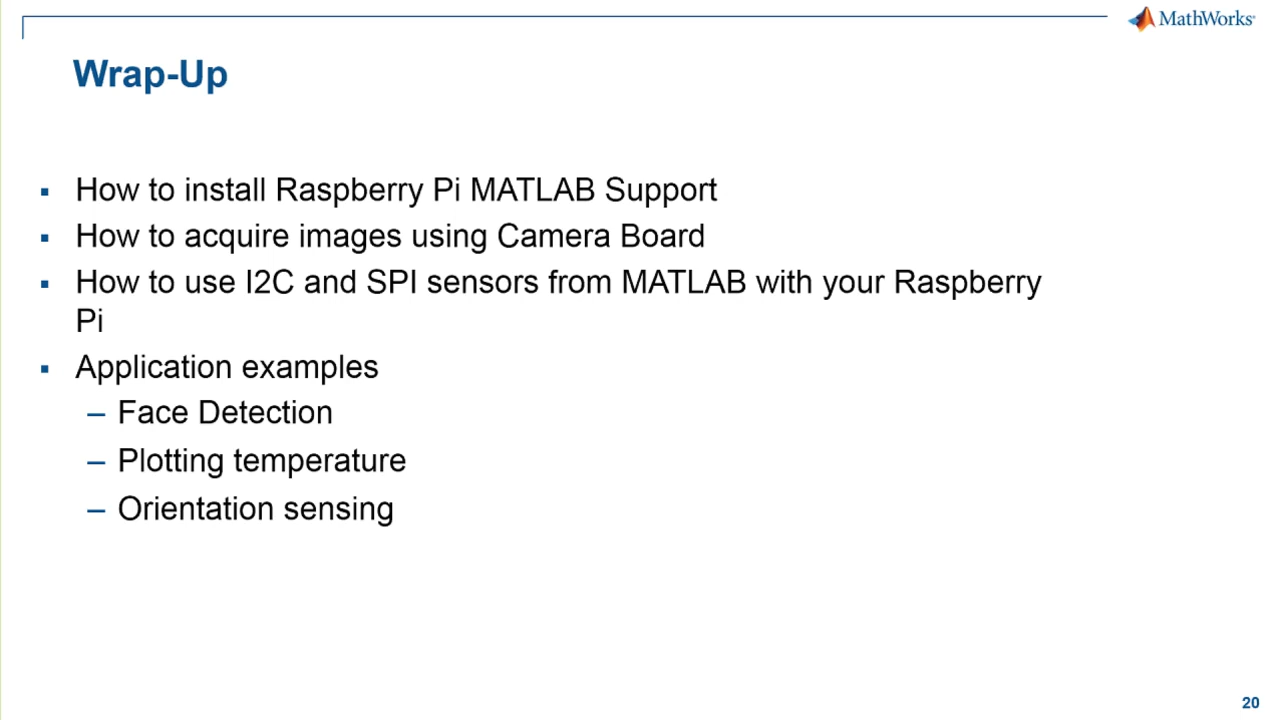 MathWorks
Wrap-Up
▪ How to install Raspberry Pi MATLAB Support
▪ How to acquire images using Camera Board
▪ How to use I2C and SPI sensors from MATLAB with your Raspberry
Pi
▪ Application examples
– Face Detection
– Plotting temperature
– Orientation sensing
20